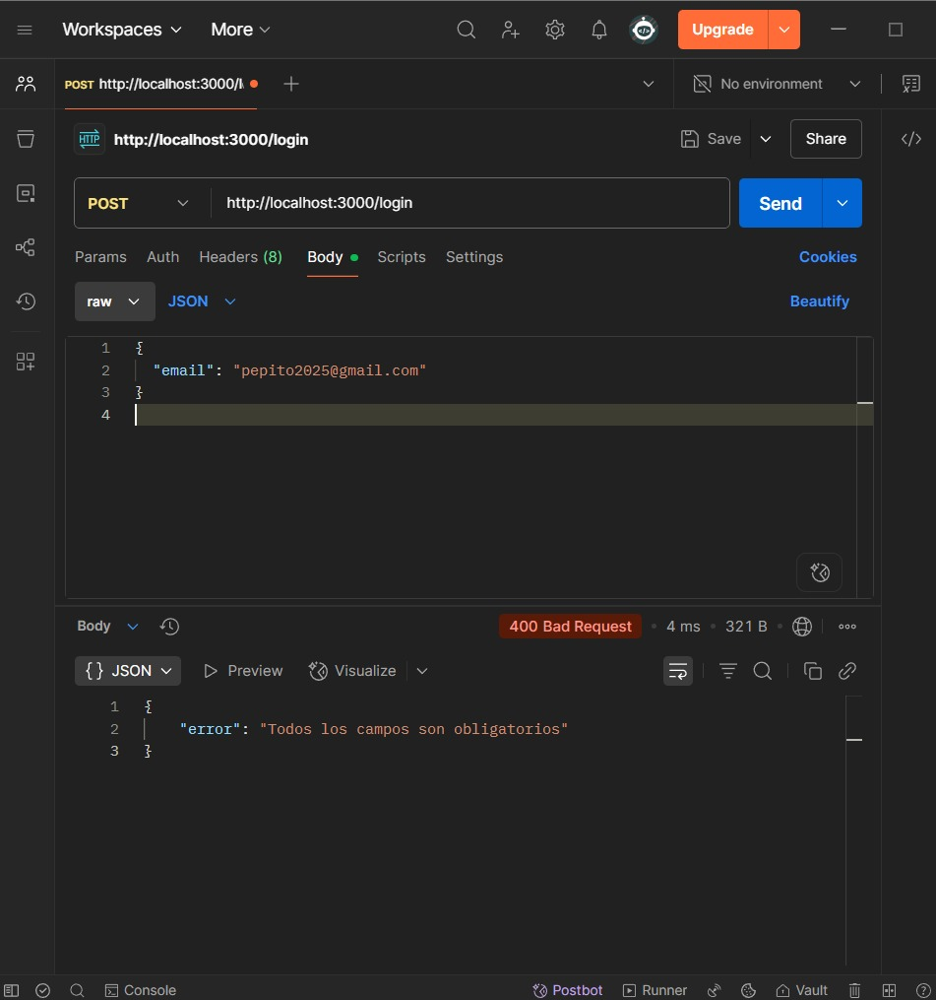 Workspaces More Upgrade
POST http://localhost:3000/l No environment
HTTP http://localhost:3000/login Save Share
POST http://localhost:3000/login Send
Params Auth Headers (8) Body Scripts Settings Cookies
raw JSON Beautify
1 {
2 "email": "pepito2025@gmail.com"
3 }
4
Body 400 Bad Request • 4 ms • 321 B •
{} JSON Preview Visualize
1 {
2 "error": "Todos los campos son obligatorios"
3 }
Console Postbot Runner Vault